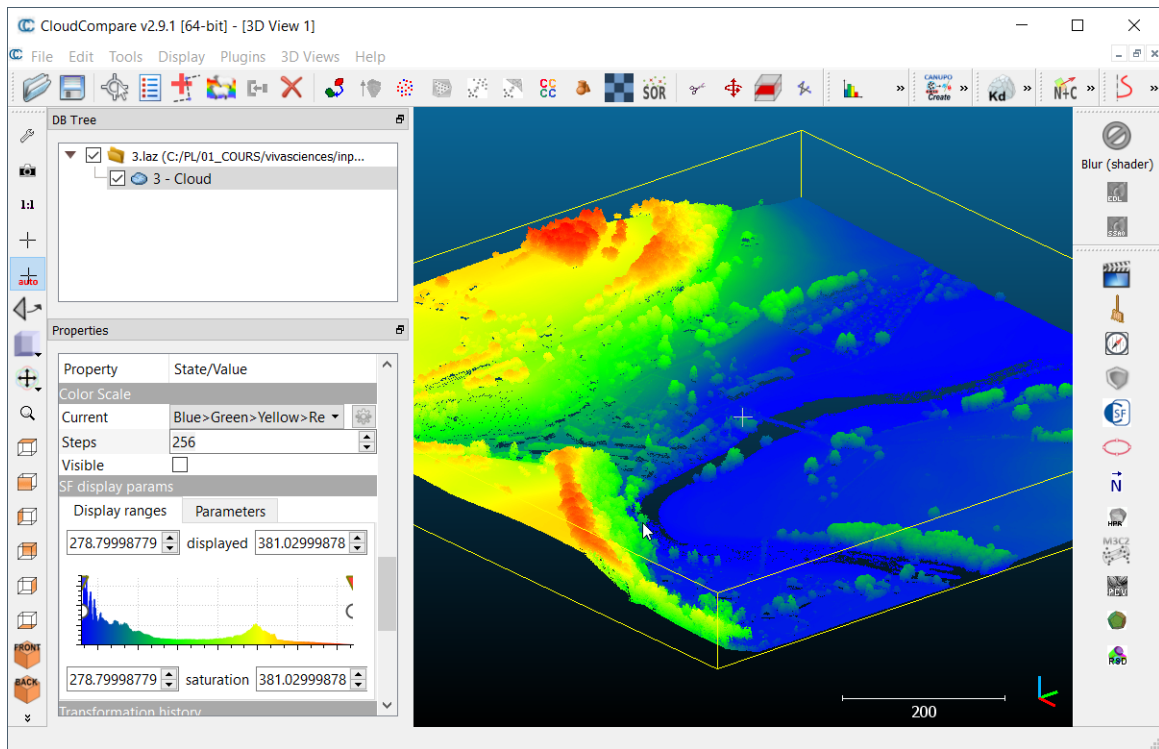 CloudCompare v2.9.1 [64-bit] - [3D View 1]
File Edit Tools Display Plugins 3D Views Help
CC
CC
SOR
CANUPO
Create
Kd
N+C
DB Tree
3.laz (C:/PL/01_COURS/vivasciences/inp...
3 - Cloud
1:1
auto
Properties
Property State/Value
Color Scale
Current Blue>Green>Yellow>Re
Steps 256
Visible
SF display params
Display ranges Parameters
278.79998779 displayed 381.02999878
278.79998779 saturation 381.02999878
Transformation history
FRONT
BACK
200
Blur (shader)
EDL
SSAO
SF
N
HPR
M3C2
PCV
RSD